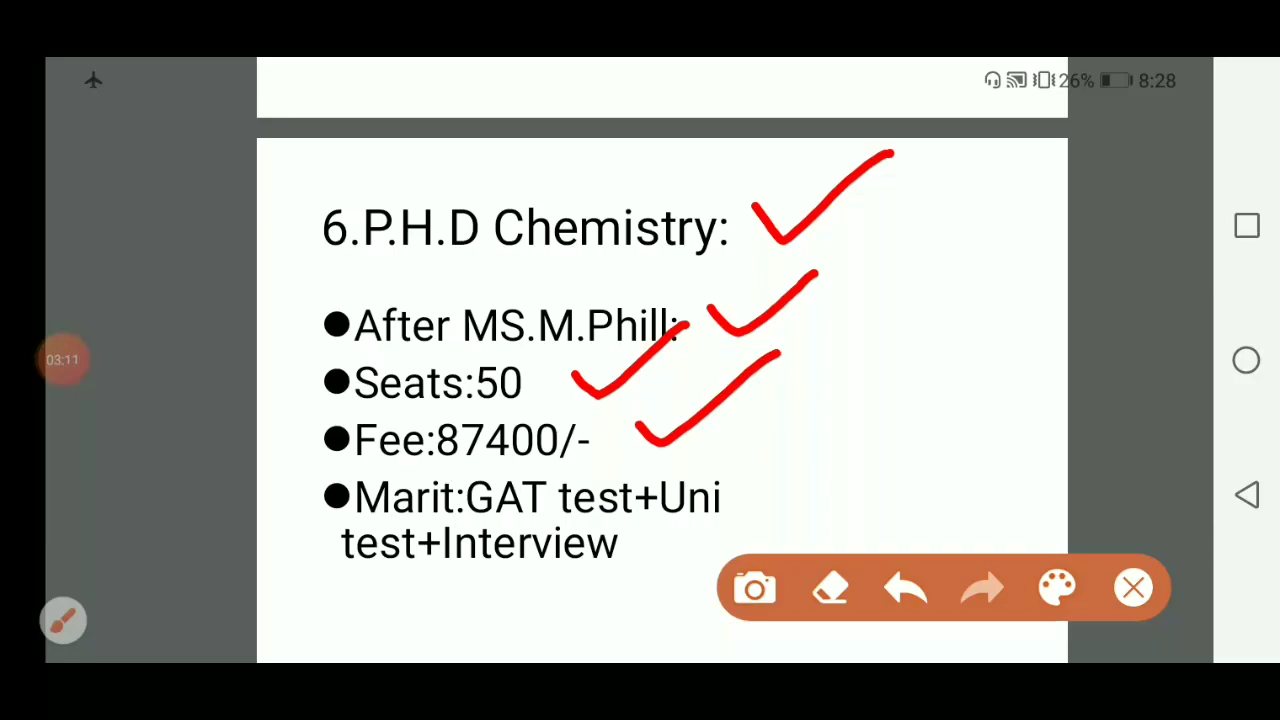 26% 8:28
6.P.H.D Chemistry:
●After MS.M.Phill:
●Seats:50
03:11
●Fee:87400/-
●Marit:GAT test+Uni
test+Interview